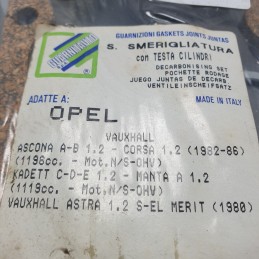 GUARNIZIONI GASKETS JOINTS JUNTAS
S. SMERIGLIATURA
con TESTA CILINDRI
DECARBONISING SET
POCHETTE RODAGE
JUEGO JUNTAS DE DECARB
VENTILEINSCHEIFSATZ
ADATTE A:
MADE IN ITALY
OPEL
VAUXHALL
ASCONA A-B 1.2 - CORSA 1.2 (1982-86)
(1196cc. - Mot.N/S-OHV)
KADETT C-D-E 1.2 - MANTA A 1.2
(1119cc. - Mot.N/S-OHV)
VAUXHALL ASTRA 1.2 S-EL MERIT (1980)